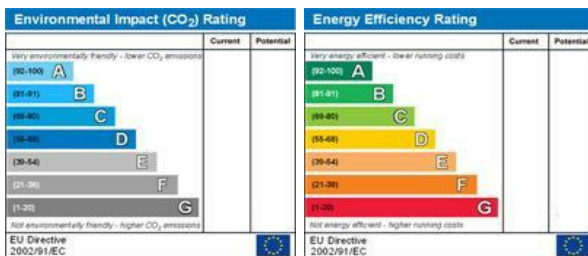 Environmental Impact (CO₂) Rating
Current Potential
Very environmentally friendly - lower CO₂ emissions
(92-100) A
(81-91) B
(69-80) C
(55-68) D
(39-54) E
(21-38) F
(1-20) G
Not environmentally friendly - higher CO₂ emissions
EU Directive
2002/91/EC
Energy Efficiency Rating
Current Potential
Very energy efficient - lower running costs
(92-100) A
(81-91) B
(69-80) C
(55-68) D
(39-54) E
(21-38) F
(1-20) G
Not energy efficient - higher running costs
EU Directive
2002/91/EC